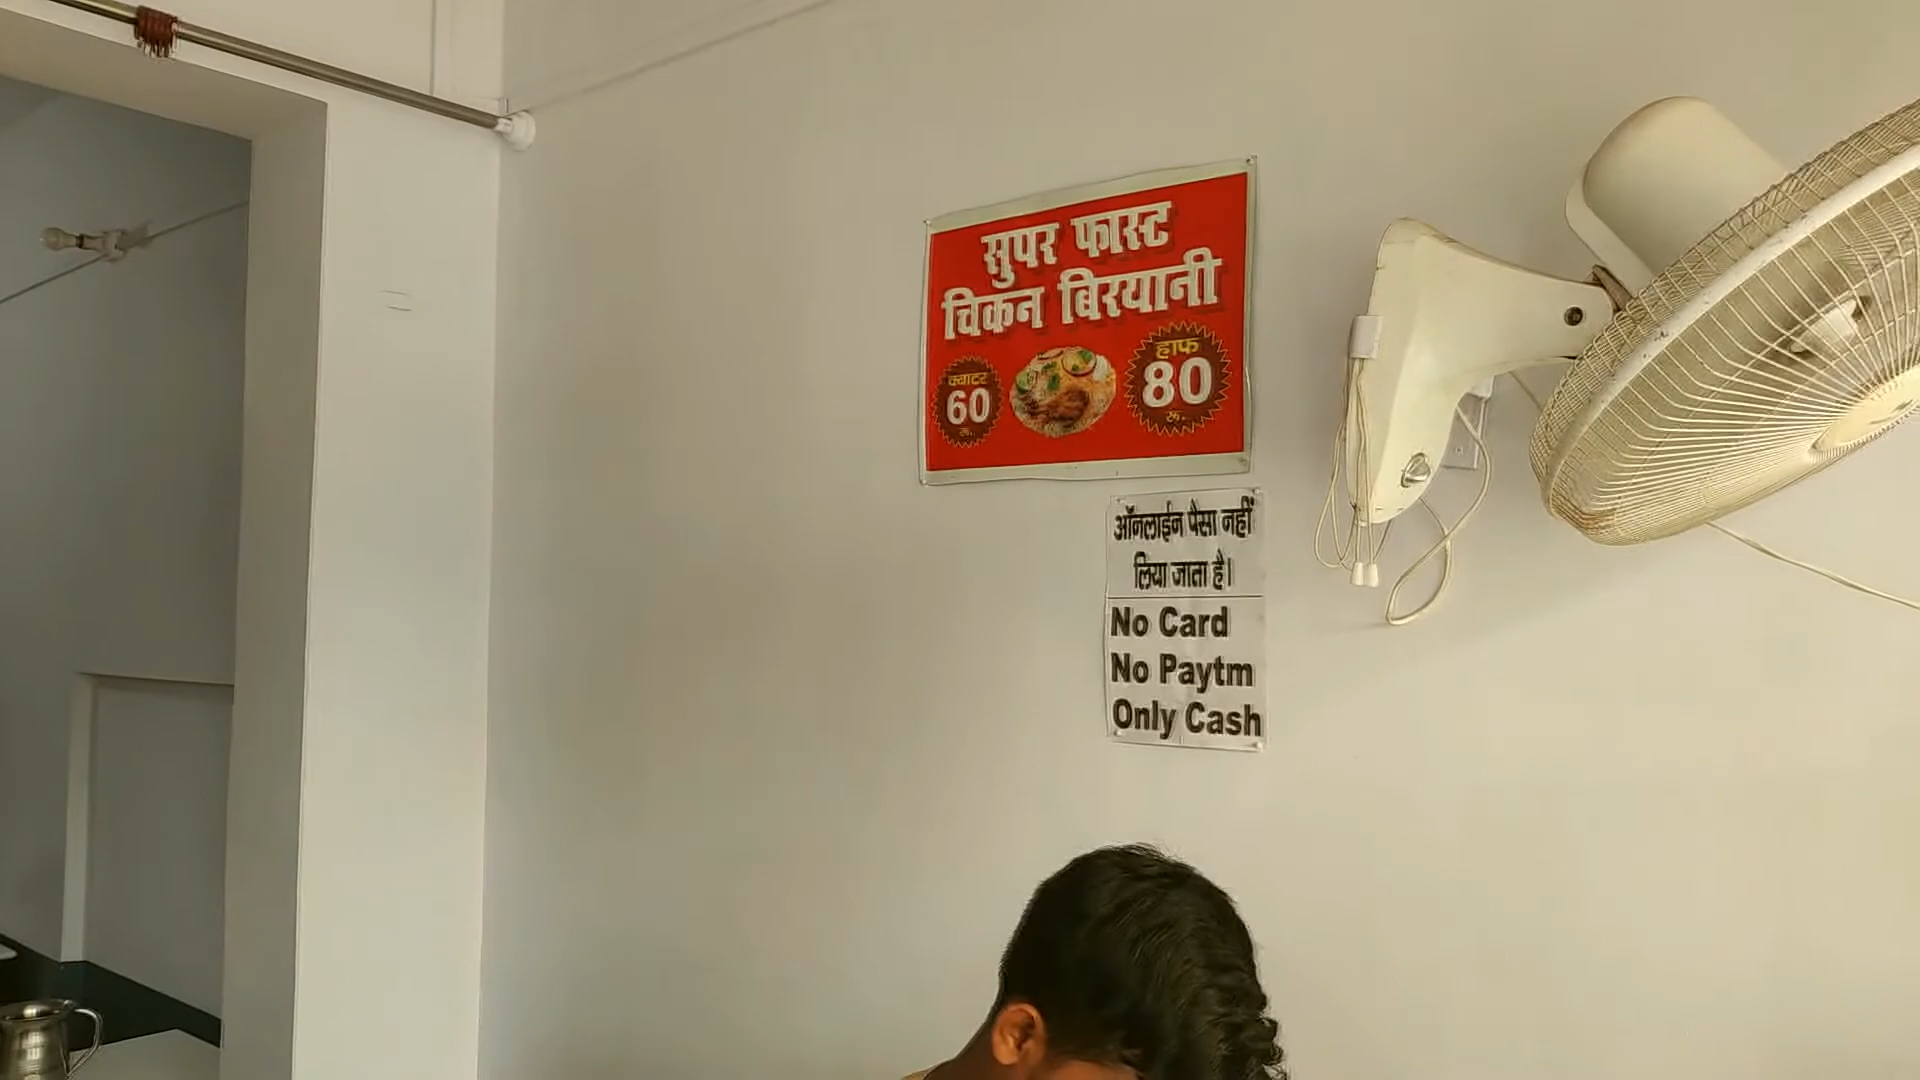 सुपर फास्ट
चिकन बिरयानी
क्वाटर
60
रू.
हाफ
80
रू.
ऑनलाईन पैसा नहीं
लिया जाता है।
No Card
No Paytm
Only Cash